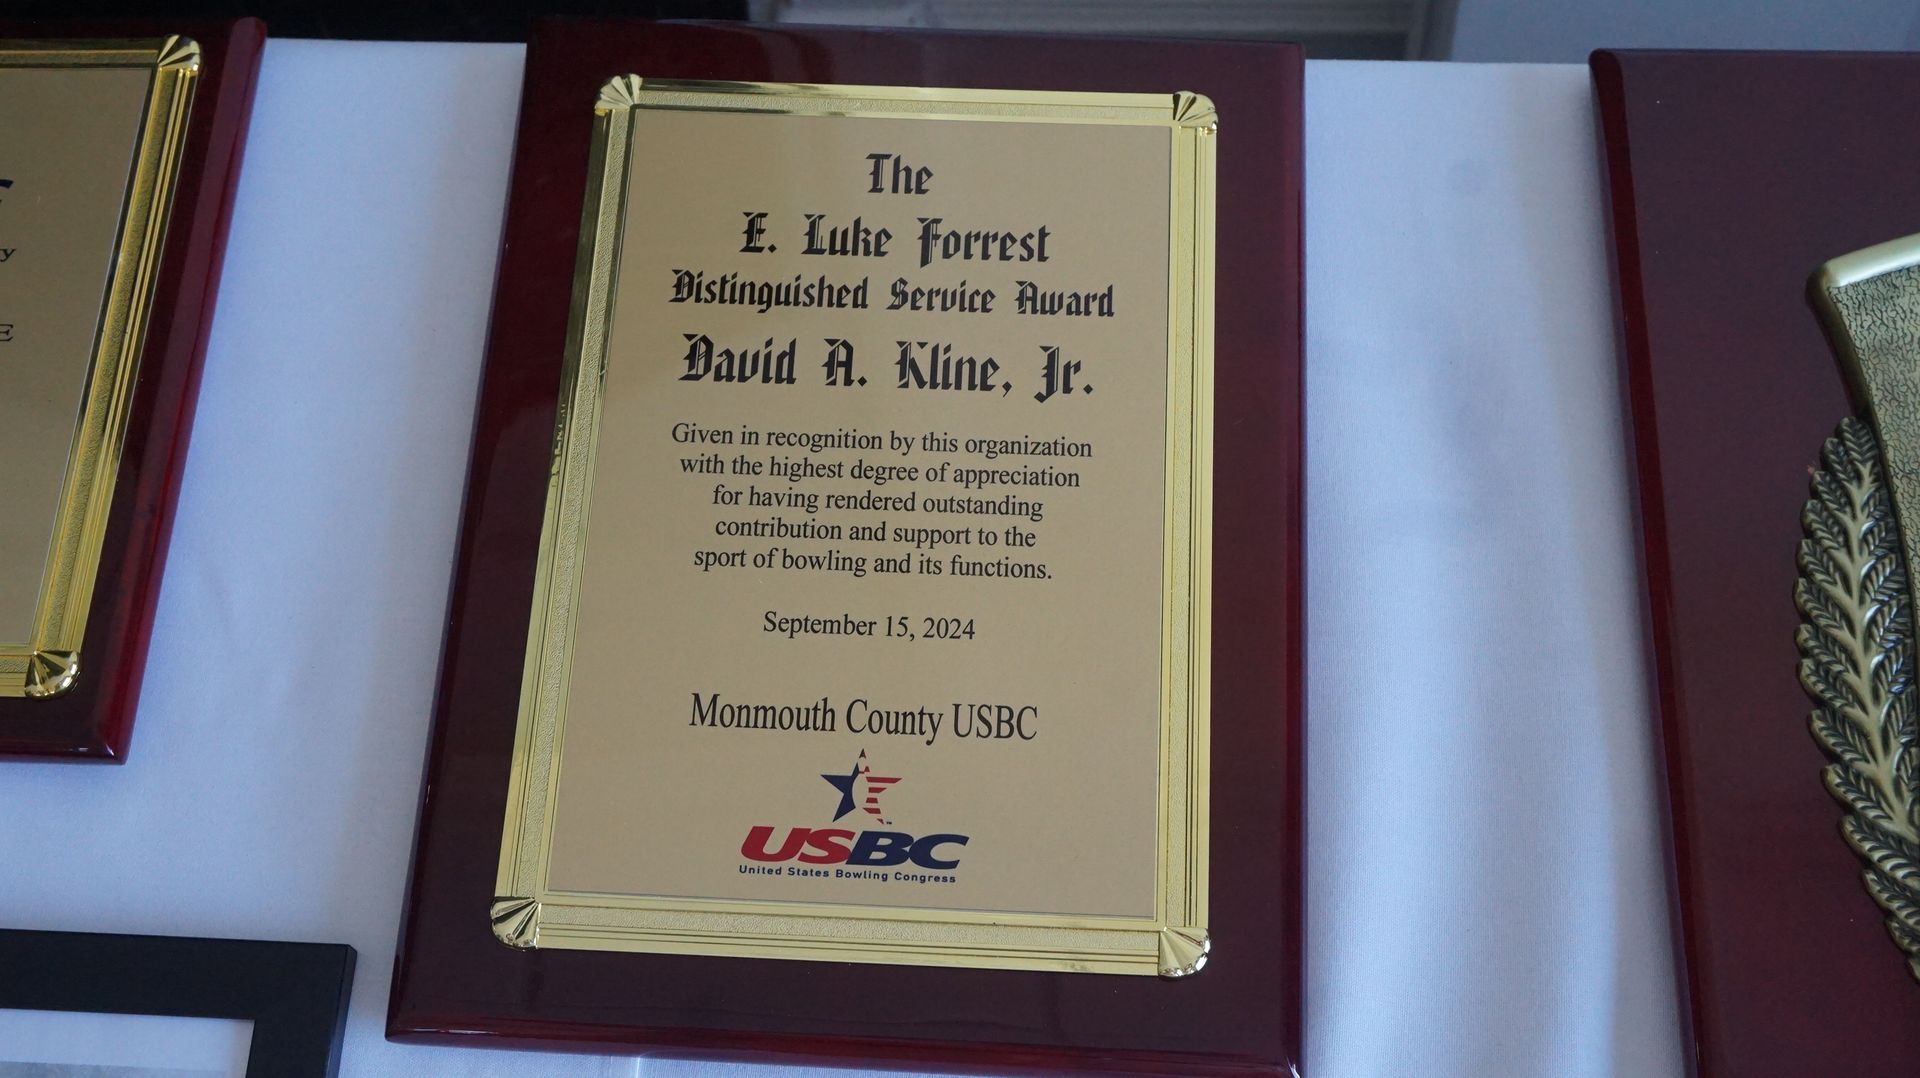 The
E. Luke Forrest
Distinguished Service Award
David A. Kline, Jr.
Given in recognition by this organization
with the highest degree of appreciation
for having rendered outstanding
contribution and support to the
sport of bowling and its functions.
September 15, 2024
Monmouth County USBC
USBC
United States Bowling Congress